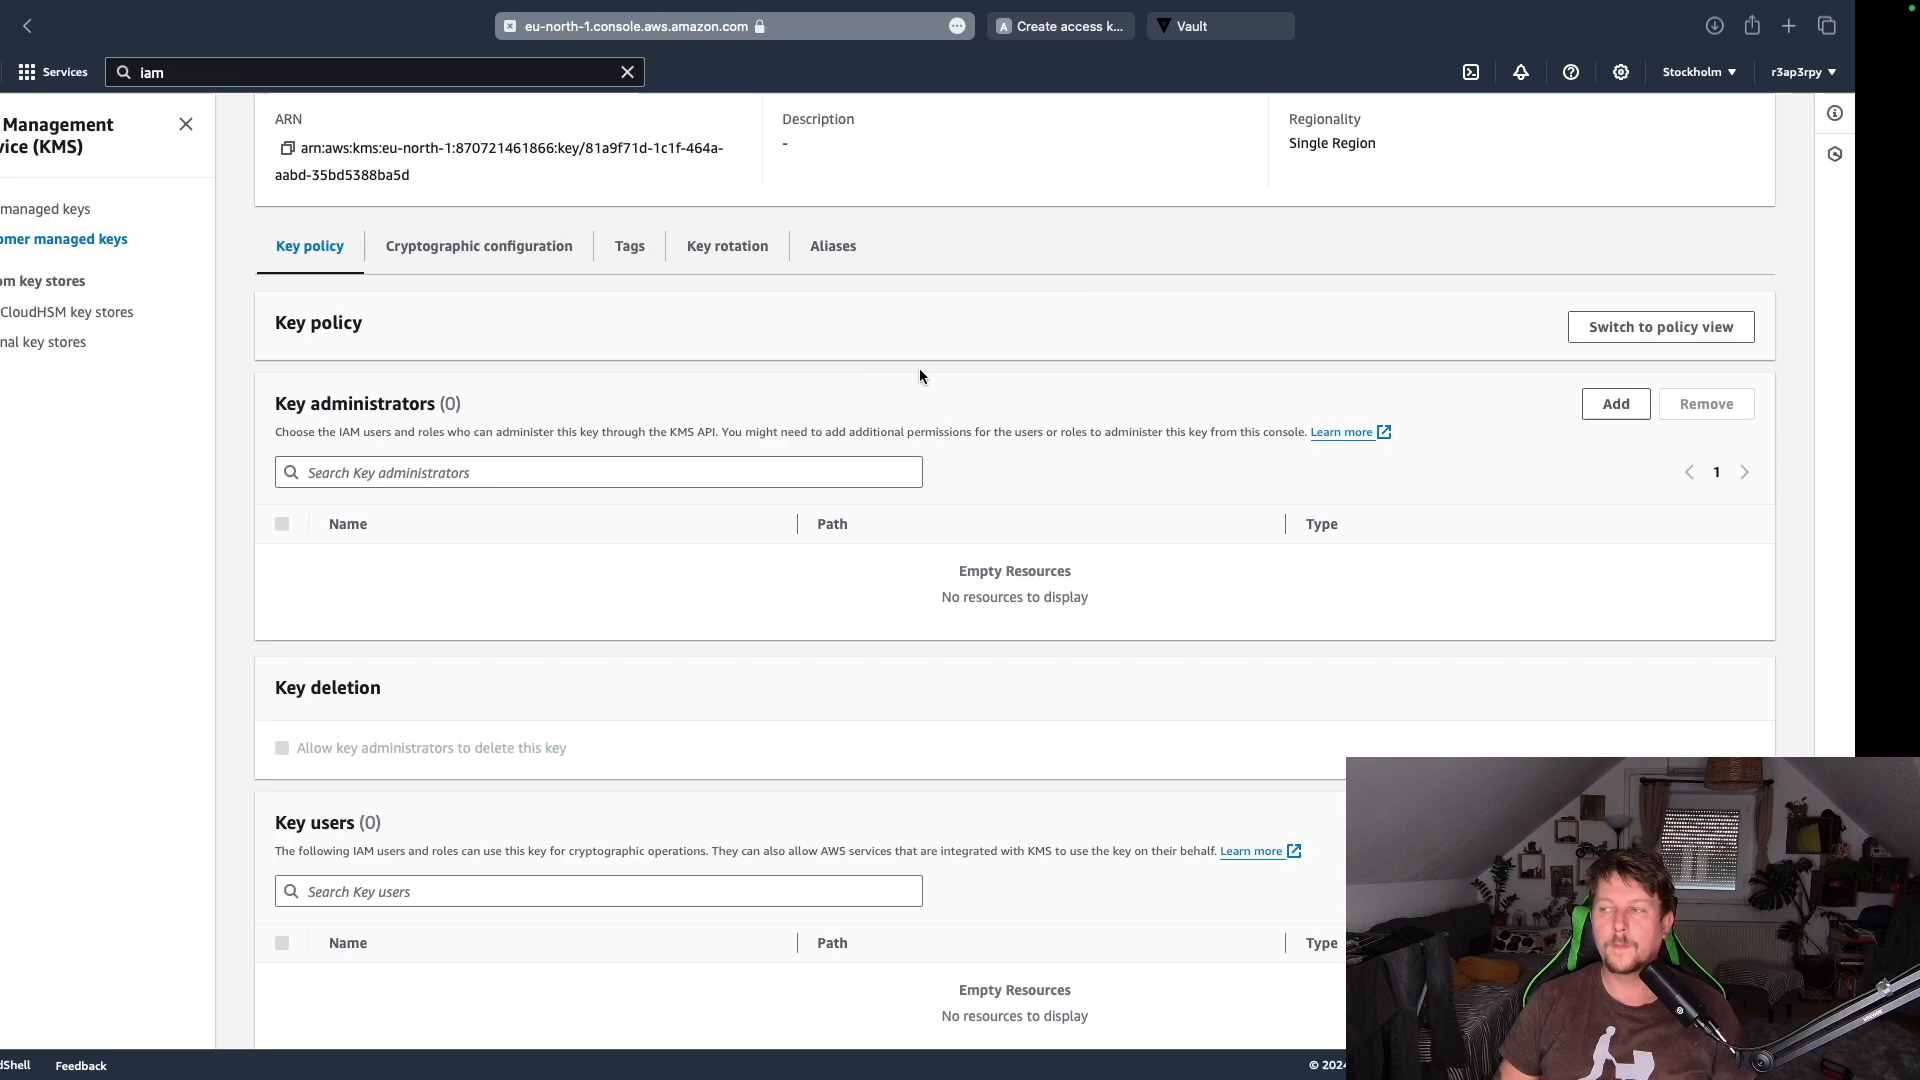 eu-north-1.console.aws.amazon.com
Create access k...
Vault
Services
iam
Stockholm
r3ap3rpy
Management
vice (KMS)
managed keys
omer managed keys
om key stores
CloudHSM key stores
nal key stores
ARN
arn:aws:kms:eu-north-1:870721461866:key/81a9f71d-1c1f-464a-
aabd-35bd5388ba5d
Description
-
Regionality
Single Region
Key policy
Cryptographic configuration
Tags
Key rotation
Aliases
Key policy
Switch to policy view
Key administrators (0)
Add
Remove
Choose the IAM users and roles who can administer this key through the KMS API. You might need to add additional permissions for the users or roles to administer this key from this console. Learn more
Search Key administrators
1
Name
Path
Type
Empty Resources
No resources to display
Key deletion
Allow key administrators to delete this key
Key users (0)
The following IAM users and roles can use this key for cryptographic operations. They can also allow AWS services that are integrated with KMS to use the key on their behalf. Learn more
Search Key users
Name
Path
Type
Empty Resources
No resources to display
dShell
Feedback
© 2024